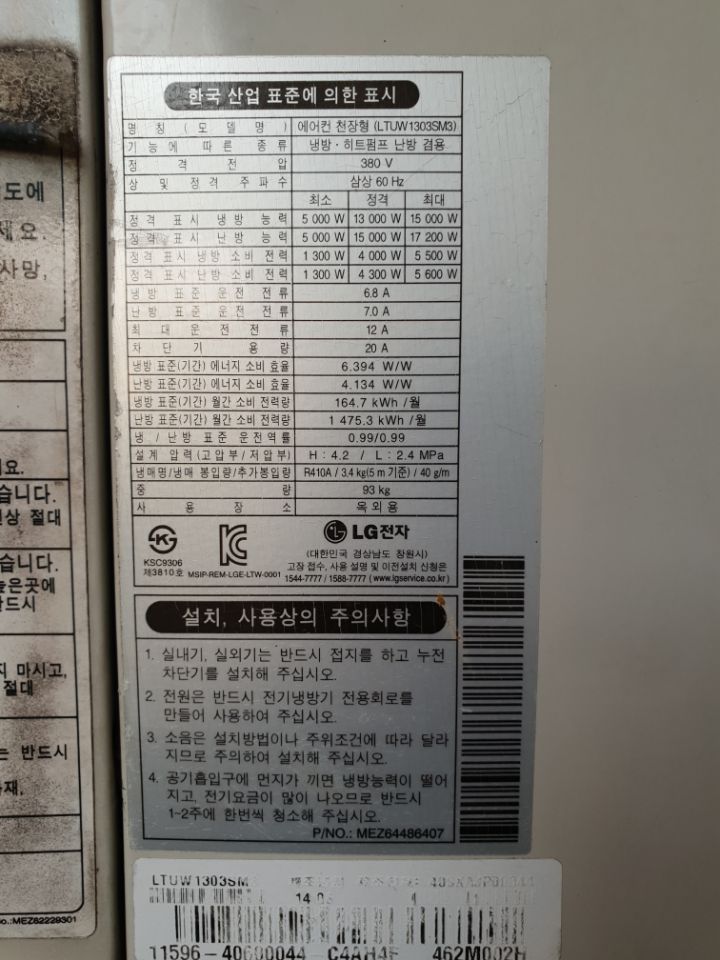 도에
세요.
사망,
요.
습니다.
인상 절대
습니다.
높은곳에
반드시
지 마시고,
절대
는 반드시
화재,
No.:MEZ62229301
한국 산업 표준에 의한 표시
명 칭 ( 모 델 명 ) 에어컨 천장형 (LTUW1303SM3)
기 능 에 따 른 종 류 냉방 · 히트펌프 난방 겸용
정 격 전 압 380 V
상 및 정 격 주 파 수 삼상 60 Hz
최소 정격 최대
정 격 표 시 냉 방 능 력 5 000 W 13 000 W 15 000 W
정 격 표 시 난 방 능 력 5 000 W 15 000 W 17 200 W
정격 표시 냉방 소비 전력 1 300 W 4 000 W 5 500 W
정격 표시 난방 소비 전력 1 300 W 4 300 W 5 600 W
냉 방 표 준 운 전 전 류 6.8 A
난 방 표 준 운 전 전 류 7.0 A
최 대 운 전 전 류 12 A
차 단 기 용 량 20 A
냉방 표준(기간) 에너지 소비 효율 6.394 W/W
난방 표준(기간) 에너지 소비 효율 4.134 W/W
냉방 표준(기간) 월간 소비 전력량 164.7 kWh /월
난방 표준(기간) 월간 소비 전력량 1 475.3 kWh /월
냉 / 난방 표준 운전역률 0.99/0.99
설계 압력 (고압부 / 저압부) H : 4.2 / L : 2.4 MPa
냉매명/냉매 봉입량/추가봉입량 R410A / 3.4 kg(5 m 기준) / 40 g/m
중 량 93 kg
사 용 장 소 옥외용
KSC9306
제3810호 MSIP-REM-LGE-LTW-0001
LG전자
(대한민국 경상남도 창원시)
고장 접수, 사용 설명 및 이전설치 신청은
1544-7777 / 1588-7777 ( www.lgservice.co.kr)
설치, 사용상의 주의사항
1. 실내기, 실외기는 반드시 접지를 하고 누전
차단기를 설치해 주십시오.
2. 전원은 반드시 전기냉방기 전용회로를
만들어 사용하여 주십시오.
3. 소음은 설치방법이나 주위조건에 따라 달라
지므로 주의하여 설치해 주십시오.
4. 공기흡입구에 먼지가 끼면 냉방능력이 떨어
지고, 전기요금이 많이 나오므로 반드시
1~2주에 한번씩 청소해 주십시오.
P/NO.: MEZ64486407
LTUW1303SM
11596-40600044 C4AH4F 462M002H